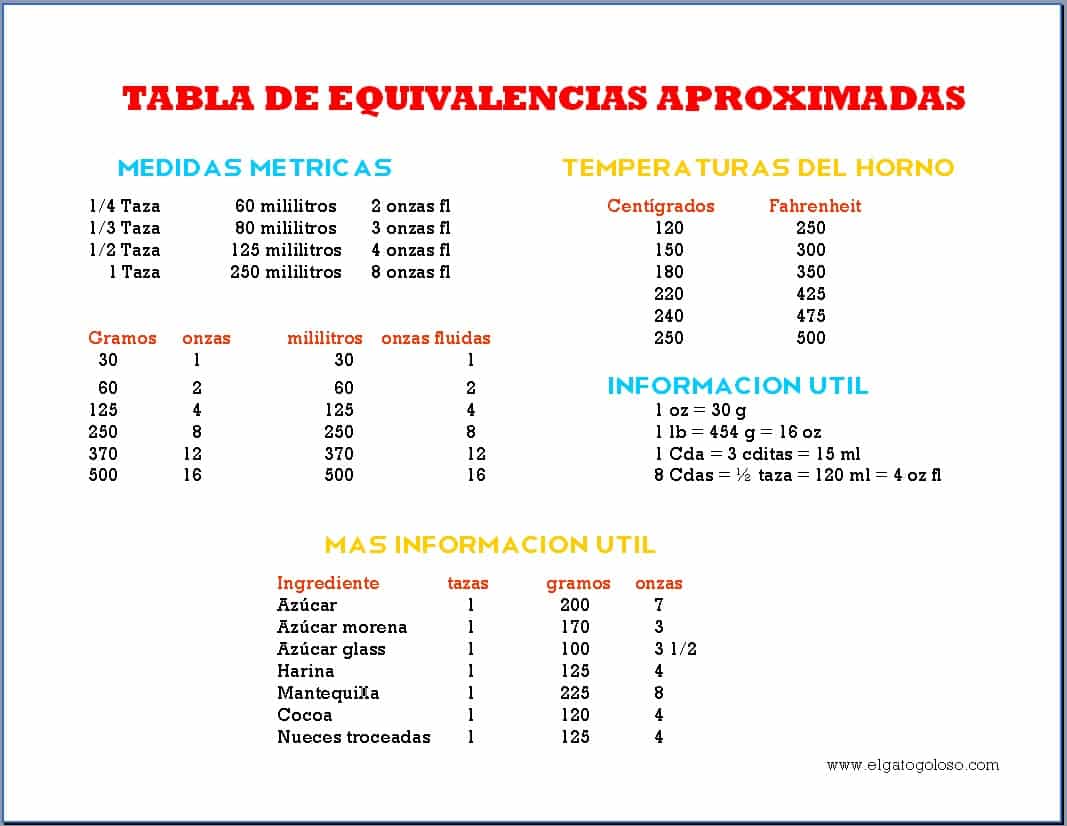 TABLA DE EQUIVALENCIAS APROXIMADAS
MEDIDAS METRICAS
1/4 Taza 60 mililitros 2 onzas fl
1/3 Taza 80 mililitros 3 onzas fl
1/2 Taza 125 mililitros 4 onzas fl
1 Taza 250 mililitros 8 onzas fl
Gramos onzas mililitros onzas fluidas
30 1 30 1
60 2 60 2
125 4 125 4
250 8 250 8
370 12 370 12
500 16 500 16
TEMPERATURAS DEL HORNO
Centígrados Fahrenheit
120 250
150 300
180 350
220 425
240 475
250 500
INFORMACION UTIL
1 oz = 30 g
1 lb = 454 g = 16 oz
1 Cda = 3 cditas = 15 ml
8 Cdas = ½ taza = 120 ml = 4 oz fl
MAS INFORMACION UTIL
Ingrediente tazas gramos onzas
Azúcar 1 200 7
Azúcar morena 1 170 3
Azúcar glass 1 100 3 1/2
Harina 1 125 4
Mantequilla 1 225 8
Cocoa 1 120 4
Nueces troceadas 1 125 4
www.elgatogoloso.com